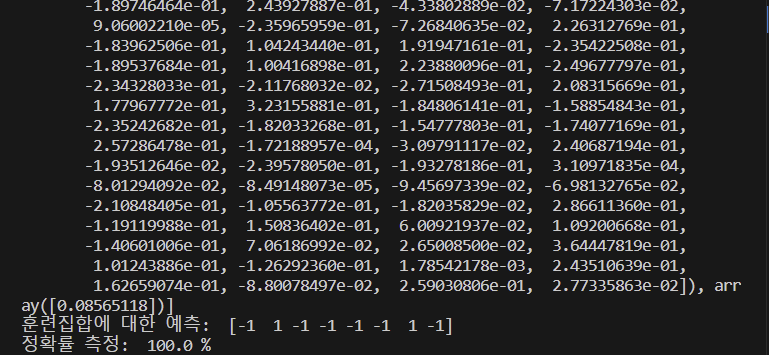 -1.89746464e-01, 2.43927887e-01, -4.33802889e-02, -7.17224303e-02,
9.06002210e-05, -2.35965959e-01, -7.26840635e-02, 2.26312769e-01,
-1.83962506e-01, 1.04243440e-01, 1.91947161e-01, -2.35422508e-01,
-1.89537684e-01, 1.00416898e-01, 2.23880096e-01, -2.49677797e-01,
-2.34328033e-01, -2.11768032e-02, -2.71508493e-01, 2.08315669e-01,
1.77967772e-01, 3.23155881e-01, -1.84806141e-01, -1.58854843e-01,
-2.35242682e-01, -1.82033268e-01, -1.54777803e-01, -1.74077169e-01,
2.57286478e-01, -1.72188957e-04, -3.09791117e-02, 2.40687194e-01,
-1.93512646e-02, -2.39578050e-01, -1.93278186e-01, 3.10971835e-04,
-8.01294092e-02, -8.49148073e-05, -9.45697339e-02, -6.98132765e-02,
-2.10848405e-01, -1.05563772e-01, -1.82035829e-02, 2.86611360e-01,
-1.19119988e-01, 1.50836402e-01, 6.00921937e-02, 1.09200668e-01,
-1.40601006e-01, 7.06186992e-02, 2.65008500e-02, 3.64447819e-01,
1.01243886e-01, -1.26292360e-01, 1.78542178e-03, 2.43510639e-01,
1.62659074e-01, -8.80078497e-02, 2.59030806e-01, 2.77335863e-02]), arr
ay([0.08565118])]
훈련집합에 대한 예측: [-1 1 -1 -1 -1 -1 1 -1]
정확률 측정: 100.0 %